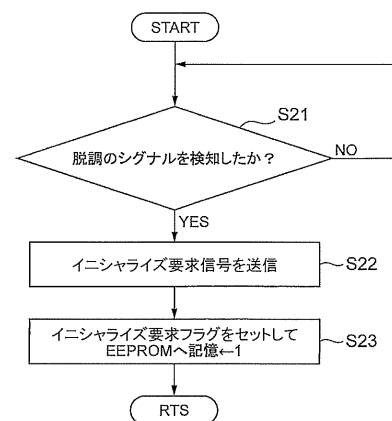 START
S21
脱調のシグナルを検知したか？
NO
YES
イニシャライズ要求信号を送信
S22
イニシャライズ要求フラグをセットして
EEPROMへ記憶←1
S23
RTS